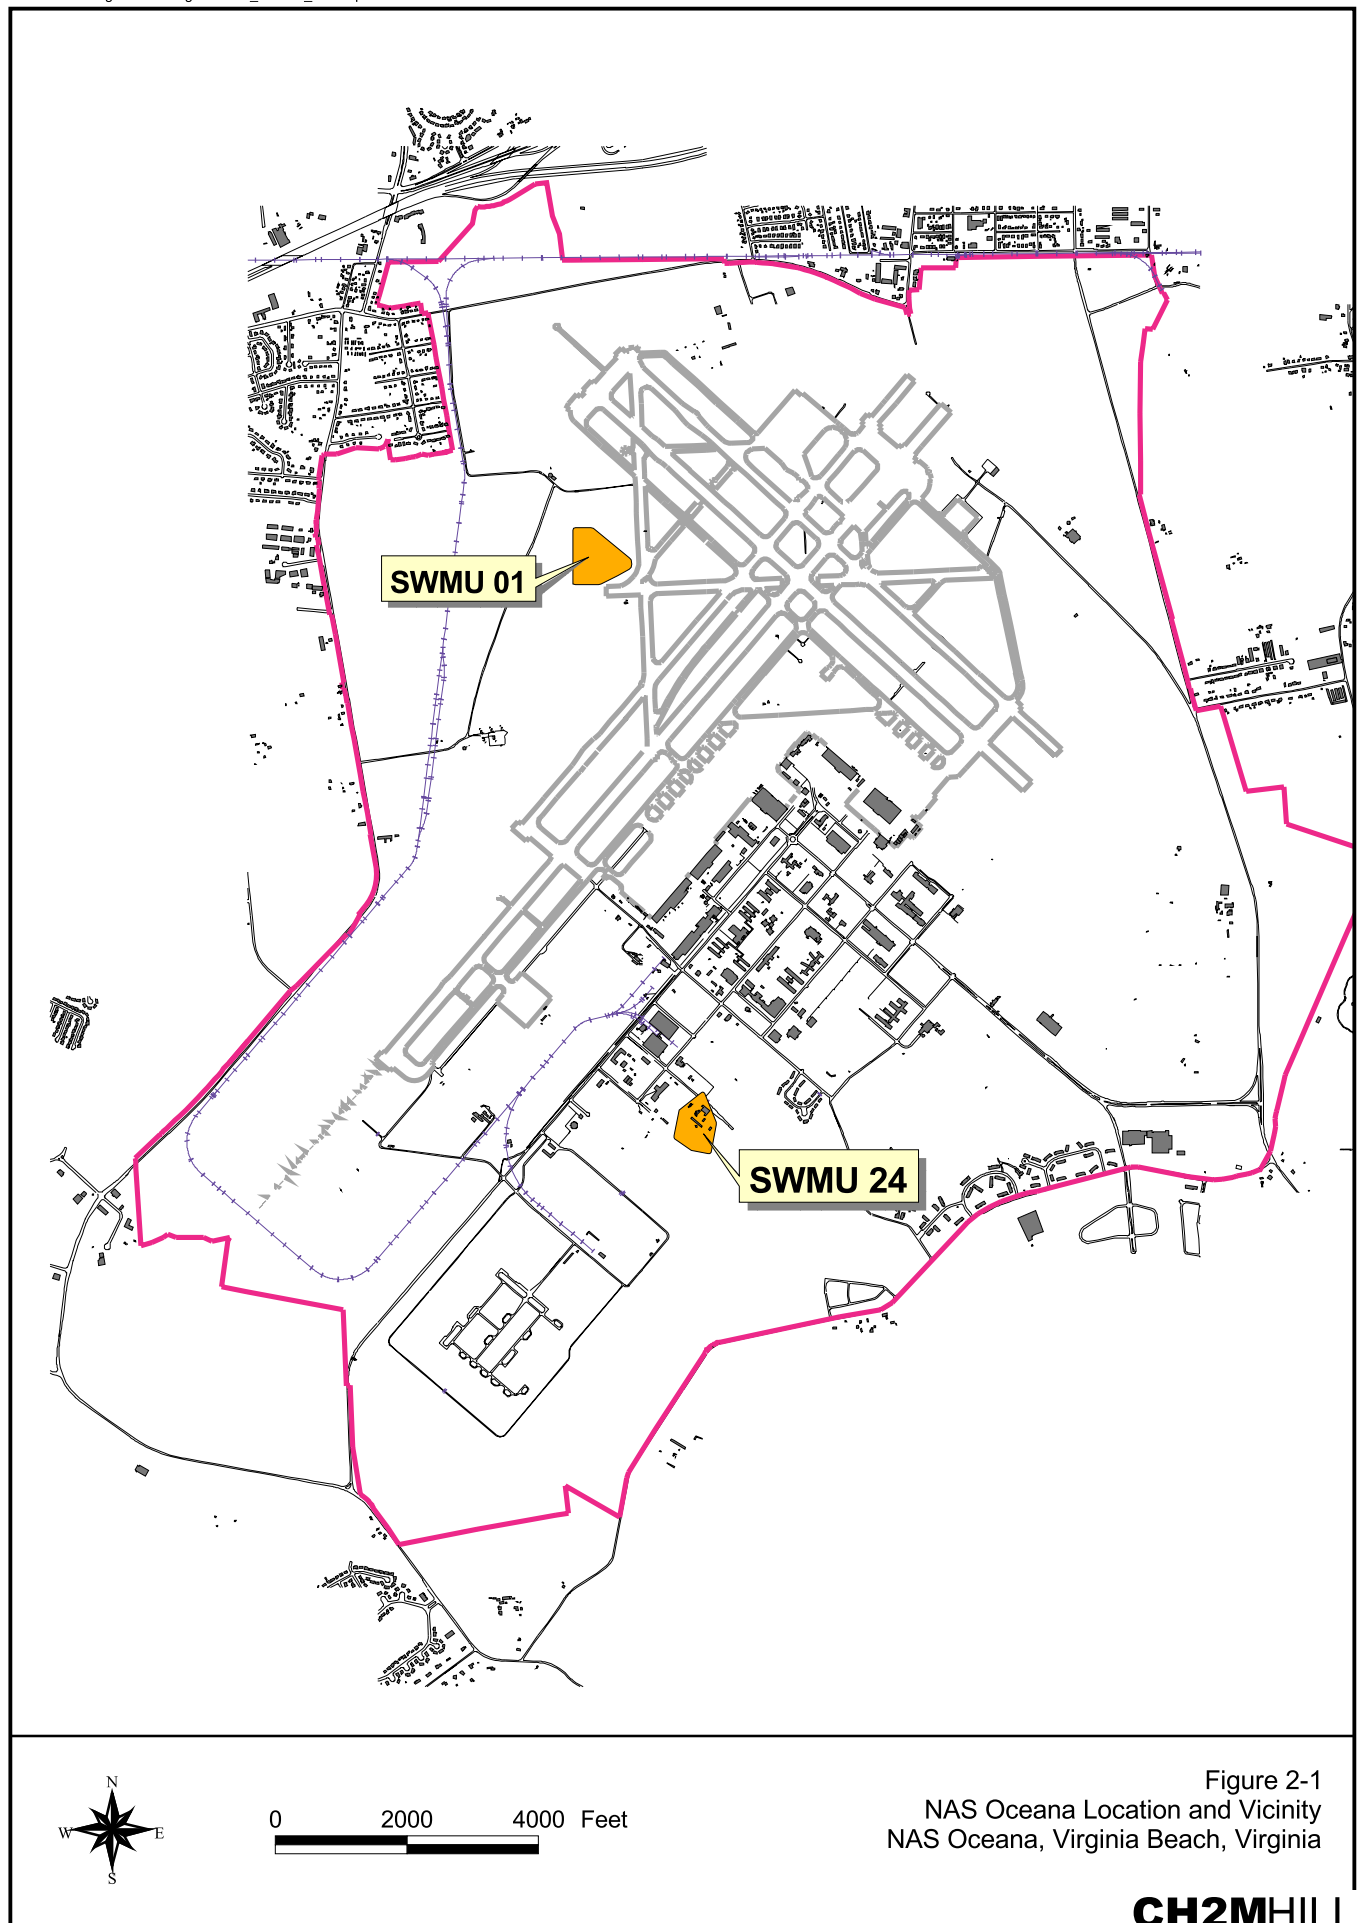 SWMU 01
SWMU 24
N
W E
S
0 2000 4000 Feet
Figure 2-1
NAS Oceana Location and Vicinity
NAS Oceana, Virginia Beach, Virginia
CH2MHILL